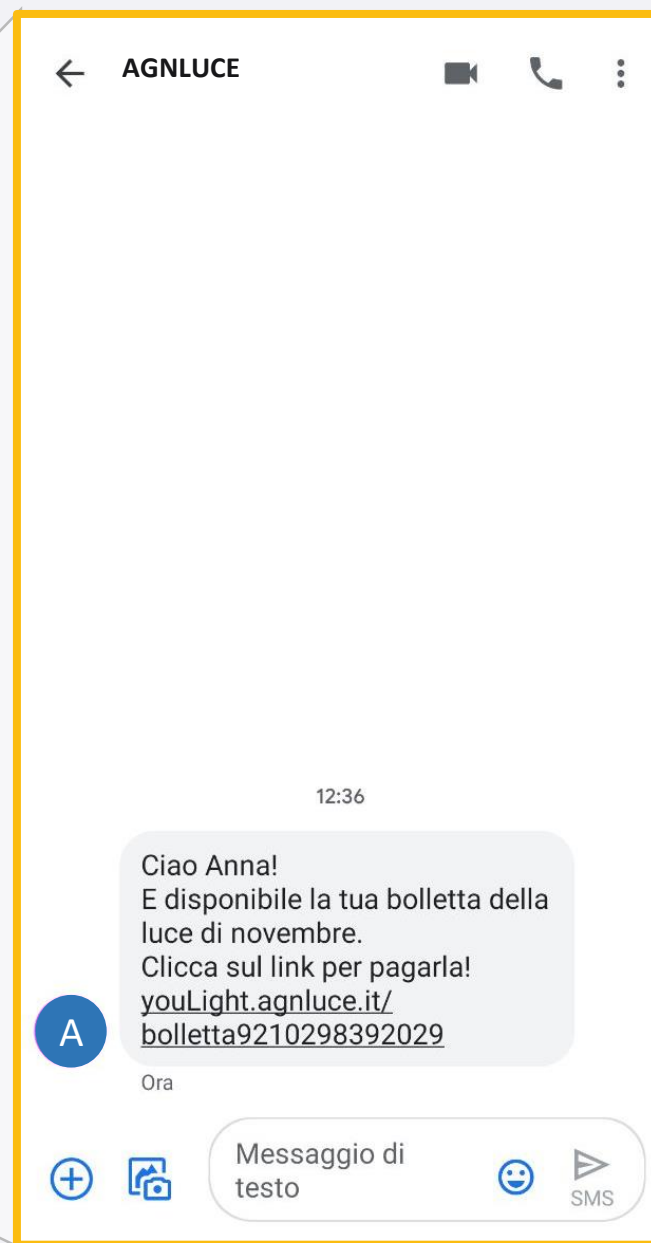 AGNLUCE
12:36
Ciao Anna!
E disponibile la tua bolletta della
luce di novembre.
Clicca sul link per pagarla!
youLight.agnluce.it/
bolletta9210298392029
A
Ora
Messaggio di
testo
SMS